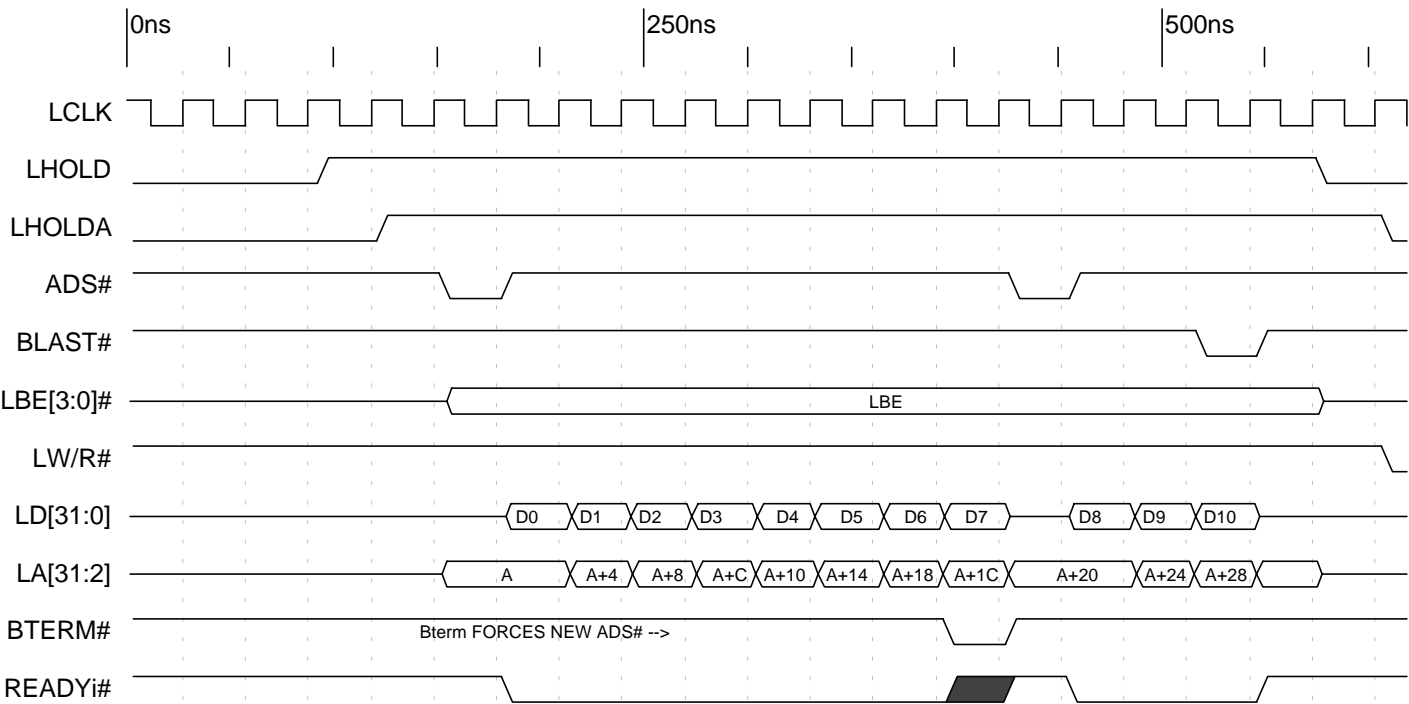 0ns 250ns 500ns
LCLK
LHOLD
LHOLDA
ADS#
BLAST#
LBE[3:0]# LBE
LW/R#
LD[31:0] D0 D1 D2 D3 D4 D5 D6 D7 D8 D9 D10
LA[31:2] A A+4 A+8 A+C A+10 A+14 A+18 A+1C A+20 A+24 A+28
BTERM# Bterm FORCES NEW ADS# -->
READYi#